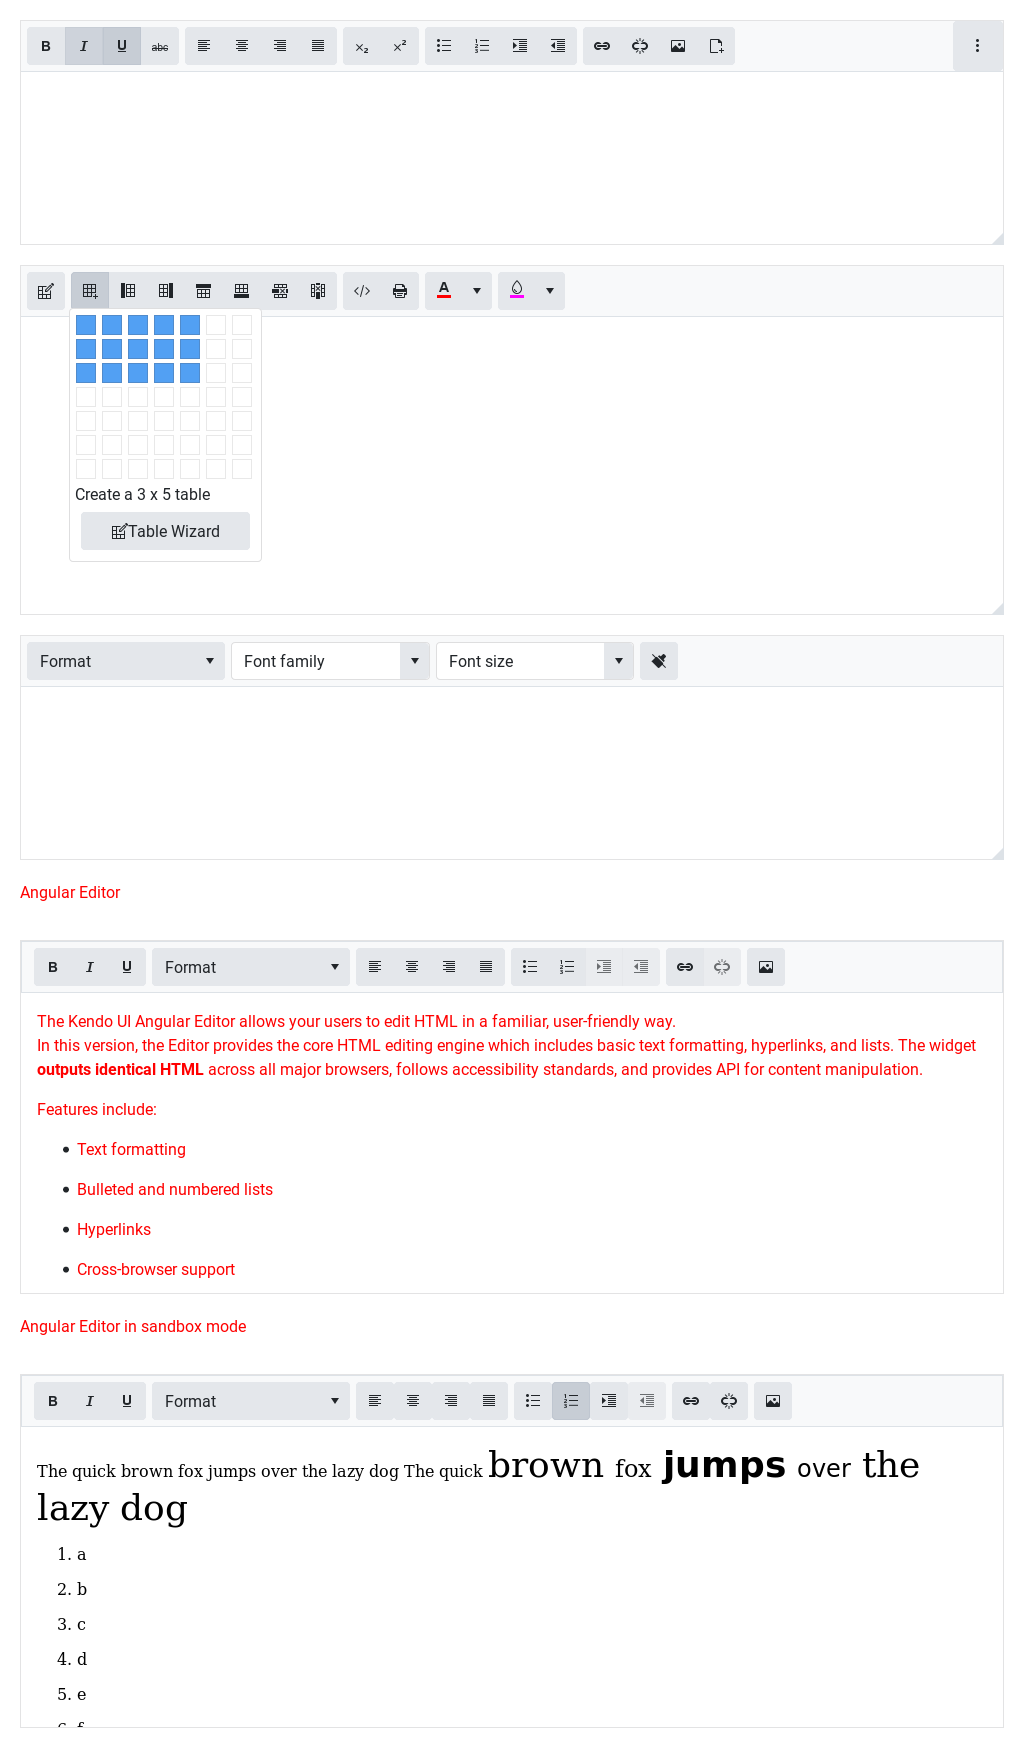 B I U abc x₂ x²
A
Create a 3 x 5 table
Table Wizard
Format Font family Font size
Angular Editor
B I U Format
The Kendo UI Angular Editor allows your users to edit HTML in a familiar, user-friendly way.
In this version, the Editor provides the core HTML editing engine which includes basic text formatting, hyperlinks, and lists. The widget
outputs identical HTML across all major browsers, follows accessibility standards, and provides API for content manipulation.
Features include:
• Text formatting
• Bulleted and numbered lists
• Hyperlinks
• Cross-browser support
Angular Editor in sandbox mode
B I U Format
The quick brown fox jumps over the lazy dog The quick brown fox jumps over the
lazy dog
1. a
2. b
3. c
4. d
5. e